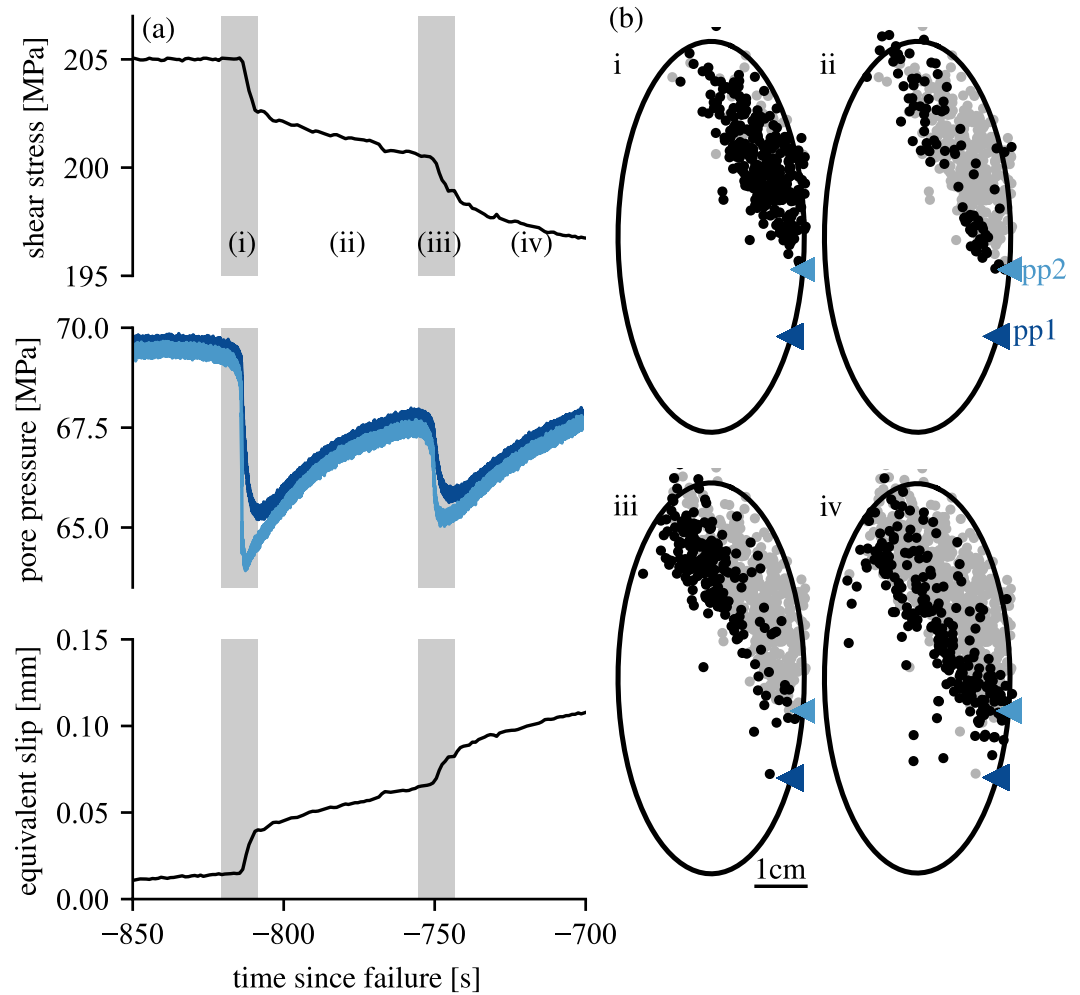 (a)
shear stress [MPa]
205
200
195
(i)
(ii)
(iii)
(iv)
pore pressure [MPa]
70.0
67.5
65.0
equivalent slip [mm]
0.15
0.10
0.05
0.00
−850
−800
−750
−700
time since failure [s]
(b)
i
ii
pp2
pp1
iii
iv
1cm